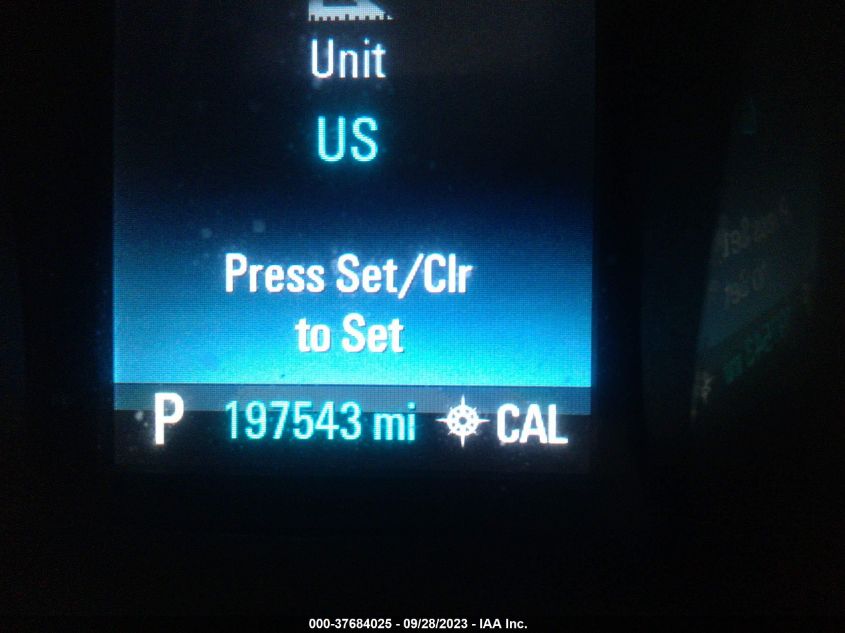 Unit
US
Press Set/Clr
to Set
P 197543 mi CAL
000-37684025 - 09/28/2023 - IAA Inc.